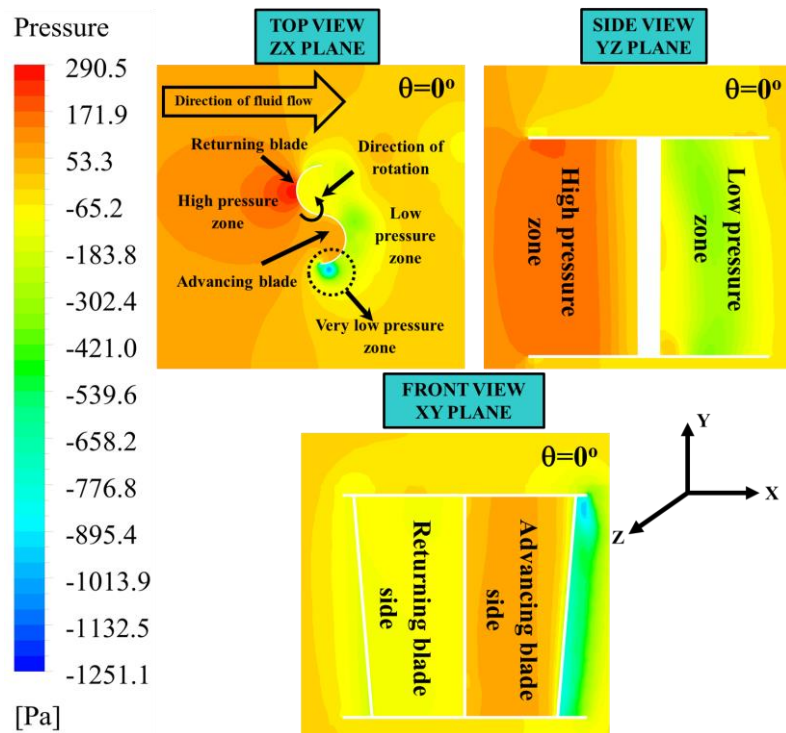 Pressure
290.5
171.9
53.3
-65.2
-183.8
-302.4
-421.0
-539.6
-658.2
-776.8
-895.4
-1013.9
-1132.5
-1251.1
[Pa]
TOP VIEW
ZX PLANE
θ=0º
Direction of fluid flow
Returning blade
Direction of
rotation
High pressure
zone
Low
pressure
zone
Advancing blade
Very low pressure
zone
SIDE VIEW
YZ PLANE
θ=0º
High pressure
zone
Low pressure
zone
FRONT VIEW
XY PLANE
θ=0º
Returning blade
side
Advancing blade
side
Y
X
Z